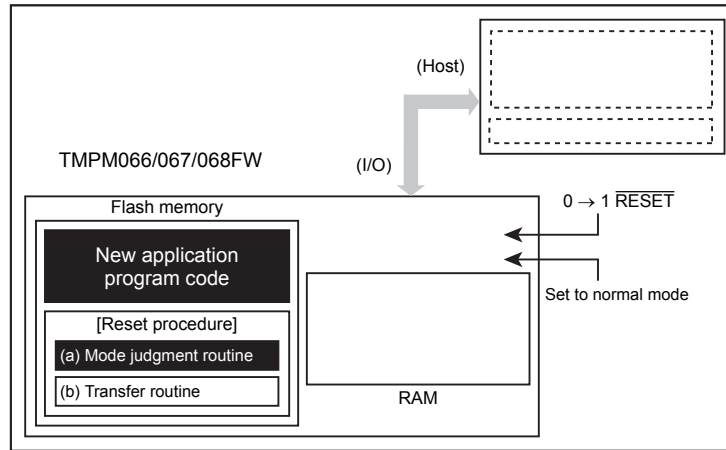 (Host)
TMPM066/067/068FW
(I/O)
Flash memory
0 → 1 RESET
New application
program code
Set to normal mode
[Reset procedure]
(a) Mode judgment routine
(b) Transfer routine
RAM